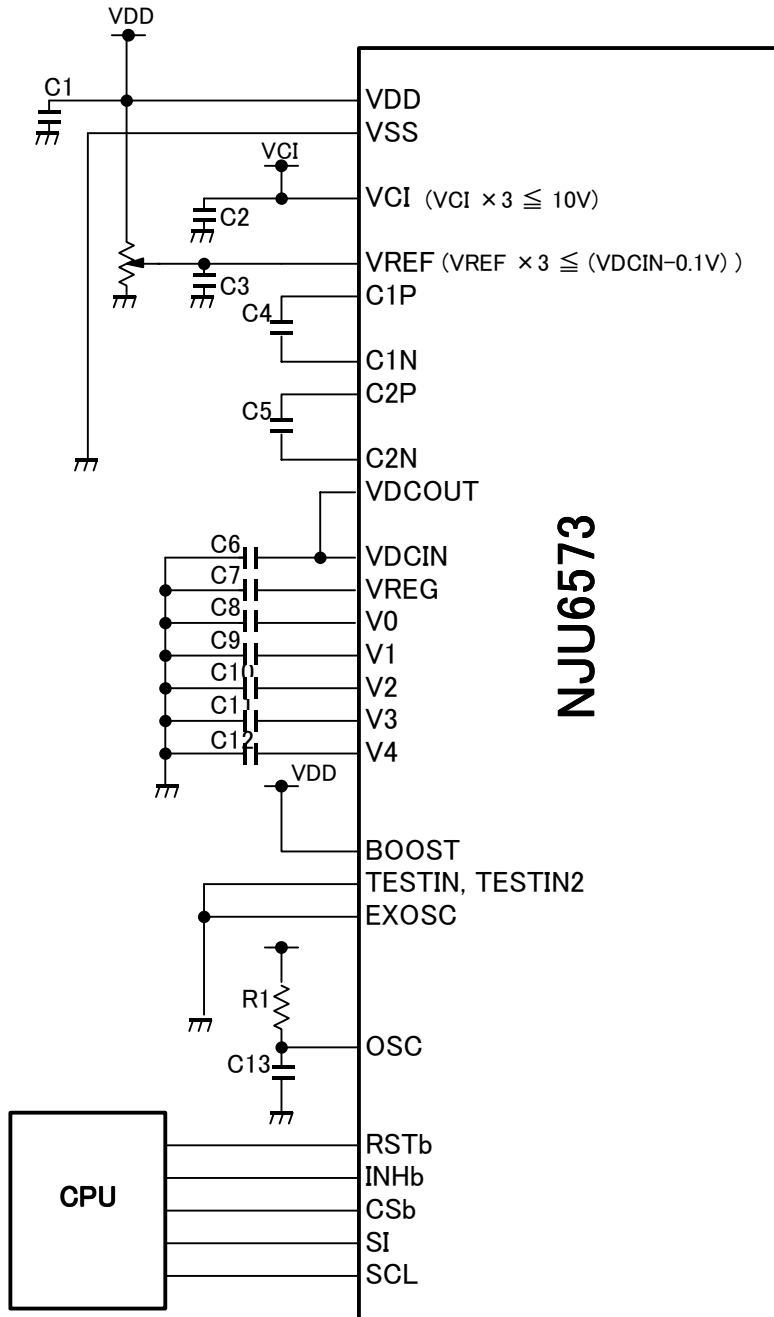 VDD
C1
VDD
VSS
VCI
VCI (VCI ×3 ≦ 10V)
C2
VREF (VREF ×3 ≦ (VDCIN-0.1V) )
C3
C1P
C4
C1N
C2P
C5
C2N
VDCOUT
C6
VDCIN
C7
VREG
C8
V0
C9
V1
C10
V2
C11
V3
C12
V4
NJU6573
VDD
BOOST
TESTIN, TESTIN2
EXOSC
R1
OSC
C13
RSTb
INHb
CPU
CSb
SI
SCL